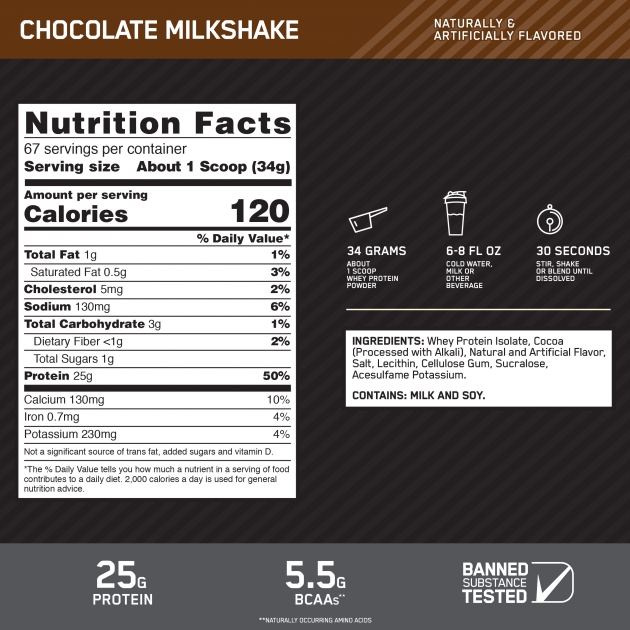 CHOCOLATE MILKSHAKE
NATURALLY &
ARTIFICIALLY FLAVORED
Nutrition Facts
67 servings per container
Serving size About 1 Scoop (34g)
Amount per serving
Calories 120
% Daily Value*
Total Fat 1g 1%
Saturated Fat 0.5g 3%
Cholesterol 5mg 2%
Sodium 130mg 6%
Total Carbohydrate 3g 1%
Dietary Fiber <1g 2%
Total Sugars 1g
Protein 25g 50%
Calcium 130mg 10%
Iron 0.7mg 4%
Potassium 230mg 4%
Not a significant source of trans fat, added sugars and vitamin D.
*The % Daily Value tells you how much a nutrient in a serving of food
contributes to a daily diet. 2,000 calories a day is used for general
nutrition advice.
34 GRAMS
ABOUT
1 SCOOP
WHEY PROTEIN
POWDER
6-8 FL OZ
COLD WATER,
MILK OR
OTHER
BEVERAGE
30 SECONDS
STIR, SHAKE
OR BLEND UNTIL
DISSOLVED
INGREDIENTS: Whey Protein Isolate, Cocoa
(Processed with Alkali), Natural and Artificial Flavor,
Salt, Lecithin, Cellulose Gum, Sucralose,
Acesulfame Potassium.
CONTAINS: MILK AND SOY.
25G
PROTEIN
5.5G
BCAAs**
BANNED
SUBSTANCE
TESTED
**NATURALLY OCCURRING AMINO ACIDS